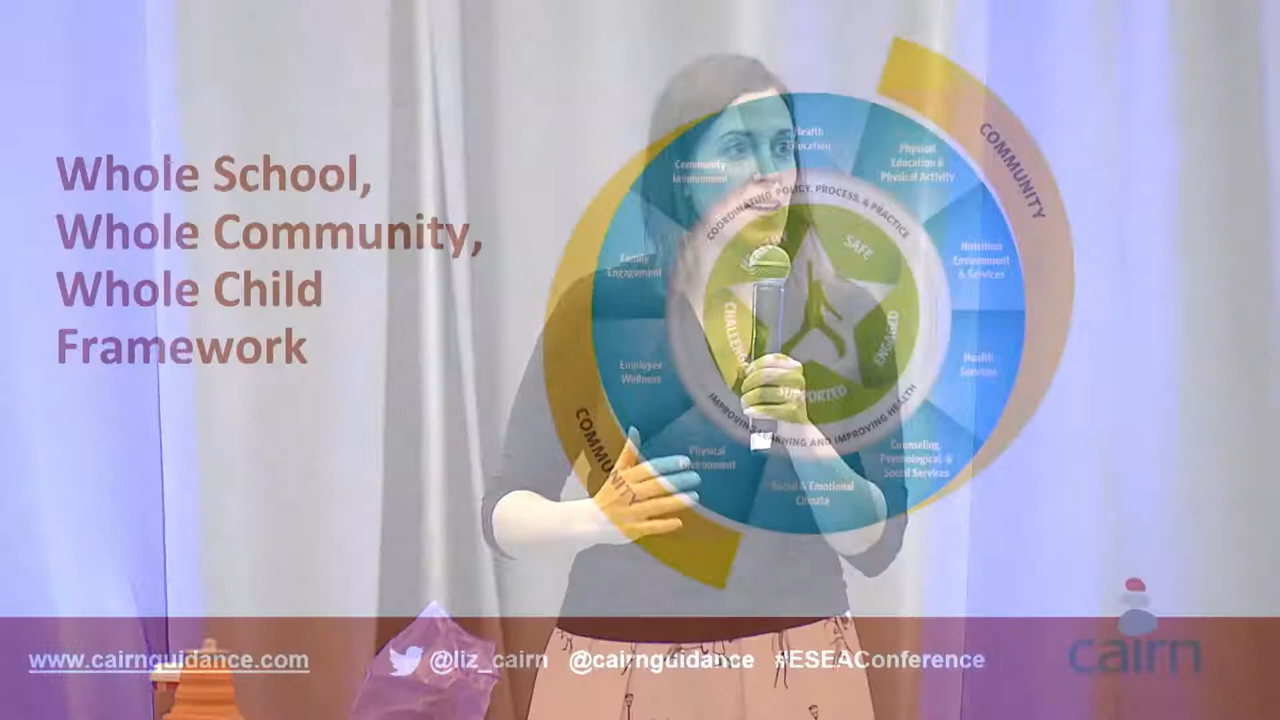 Whole School,
Whole Community,
Whole Child
Framework
COMMUNITY
Health
Education
Physical
Education &
Physical Activity
Nutrition
Environment
& Services
Health
Services
Counseling,
Psychological, &
Social Services
Social & Emotional
Climate
Physical
Environment
Employee
Wellness
Family
Engagement
Community
Involvement
COORDINATING POLICY, PROCESS, & PRACTICE
IMPROVING LEARNING AND IMPROVING HEALTH
SAFE
ENGAGED
SUPPORTED
COMMUNITY
www.cairnguidance.com
@liz_cairn @cairnguidance #ESEAConference
cairn